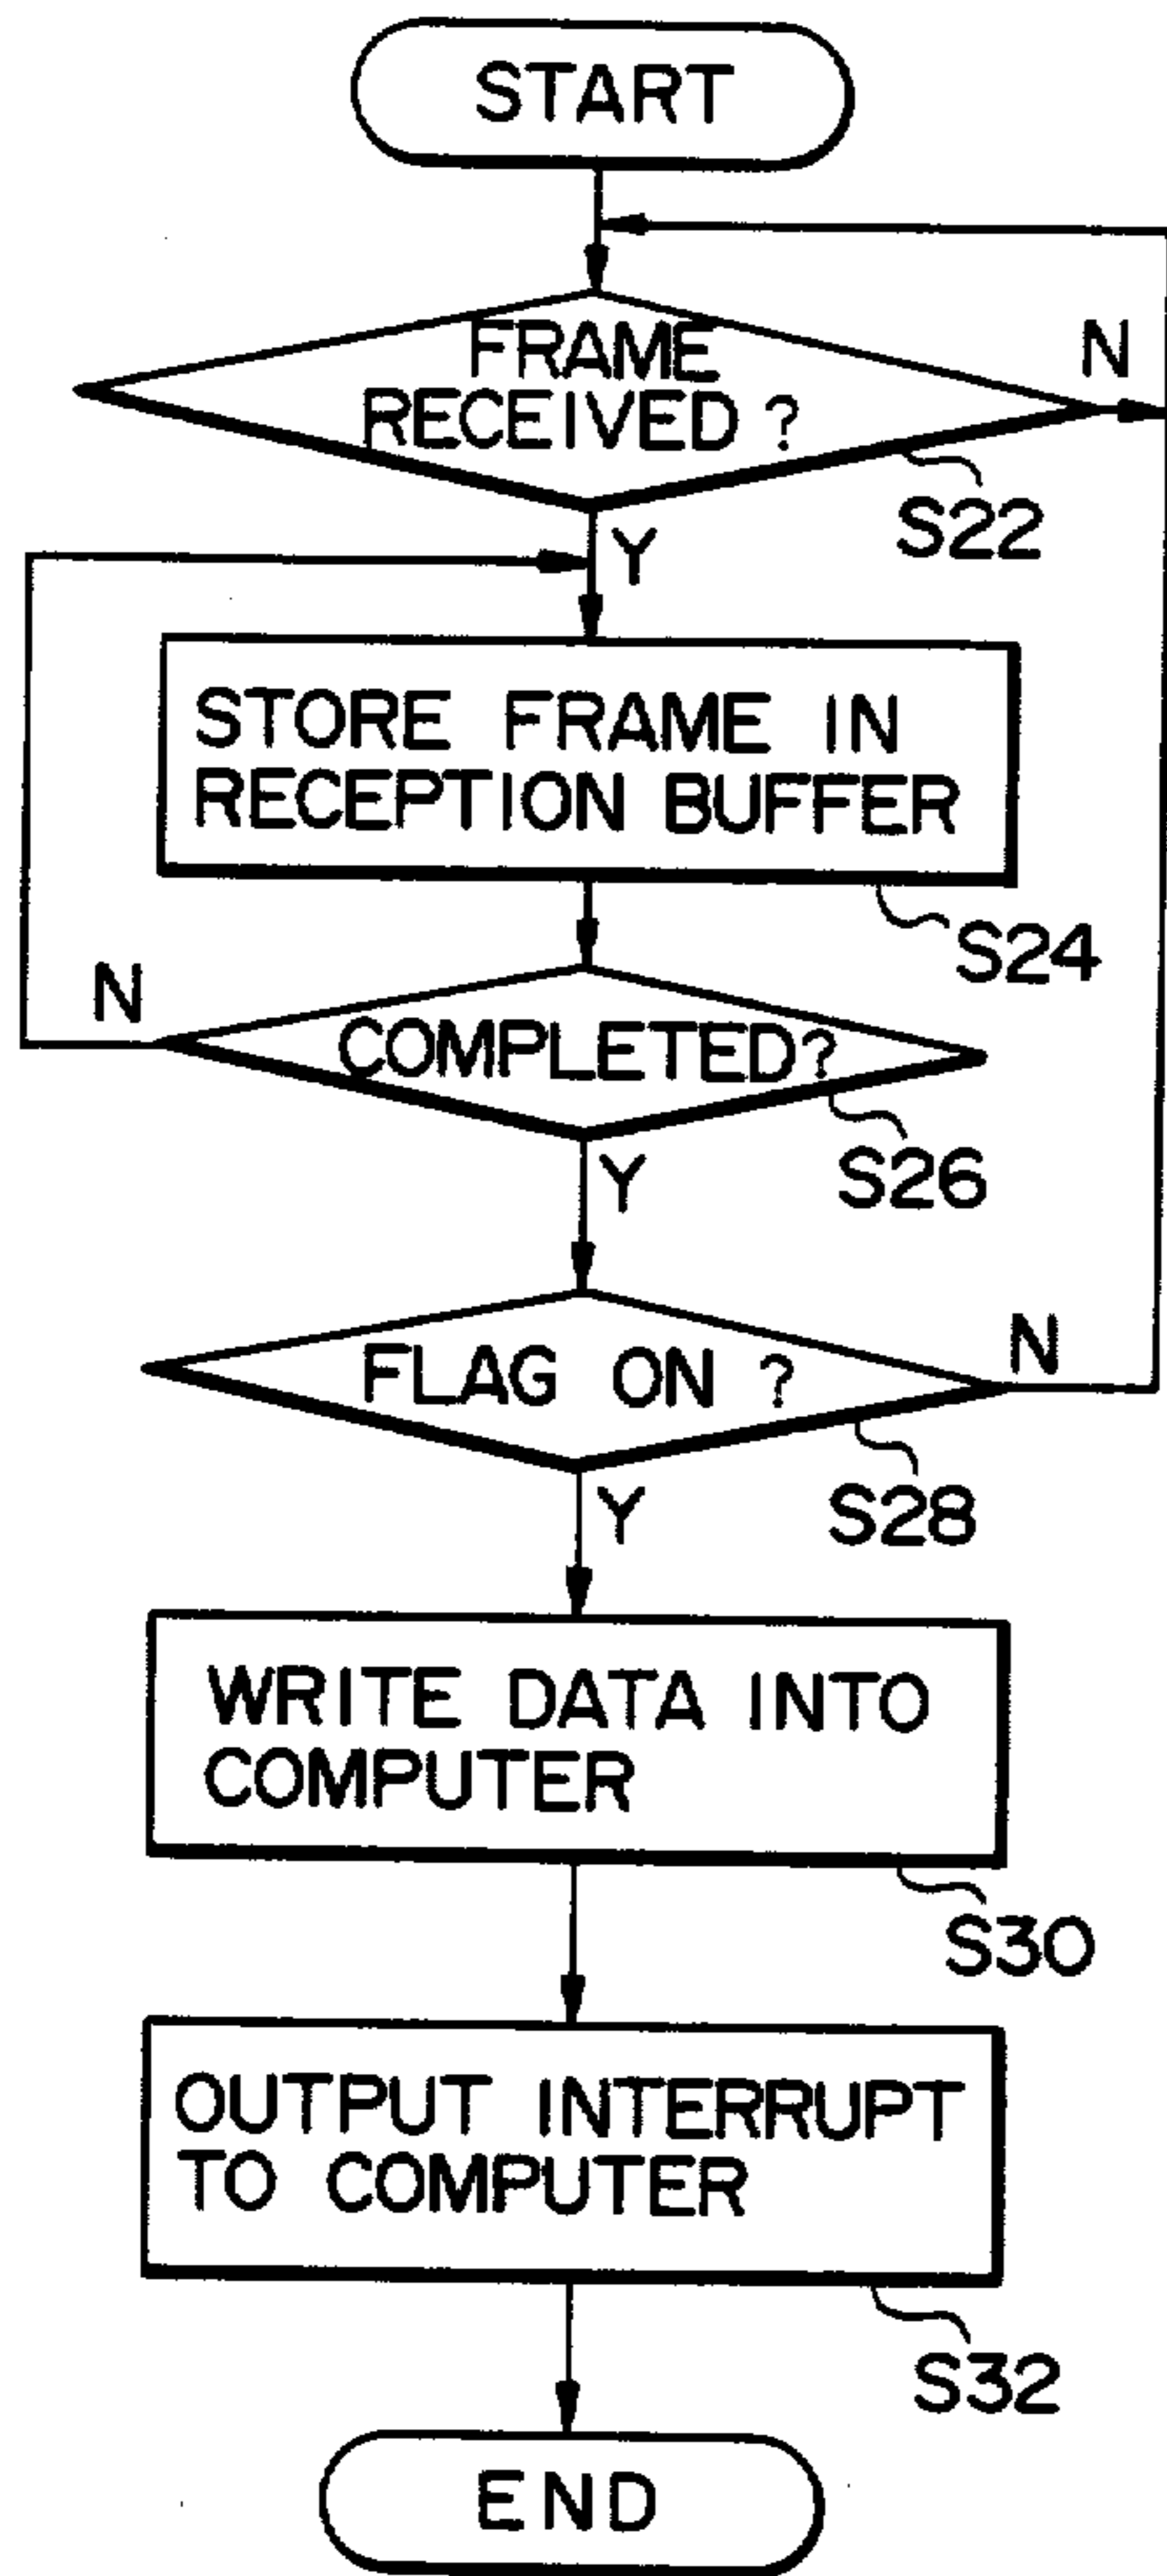 START
FRAME
RECEIVED ?
N
S22
Y
STORE FRAME IN
RECEPTION BUFFER
S24
N
COMPLETED?
S26
Y
FLAG ON ?
N
S28
Y
WRITE DATA INTO
COMPUTER
S30
OUTPUT INTERRUPT
TO COMPUTER
S32
END